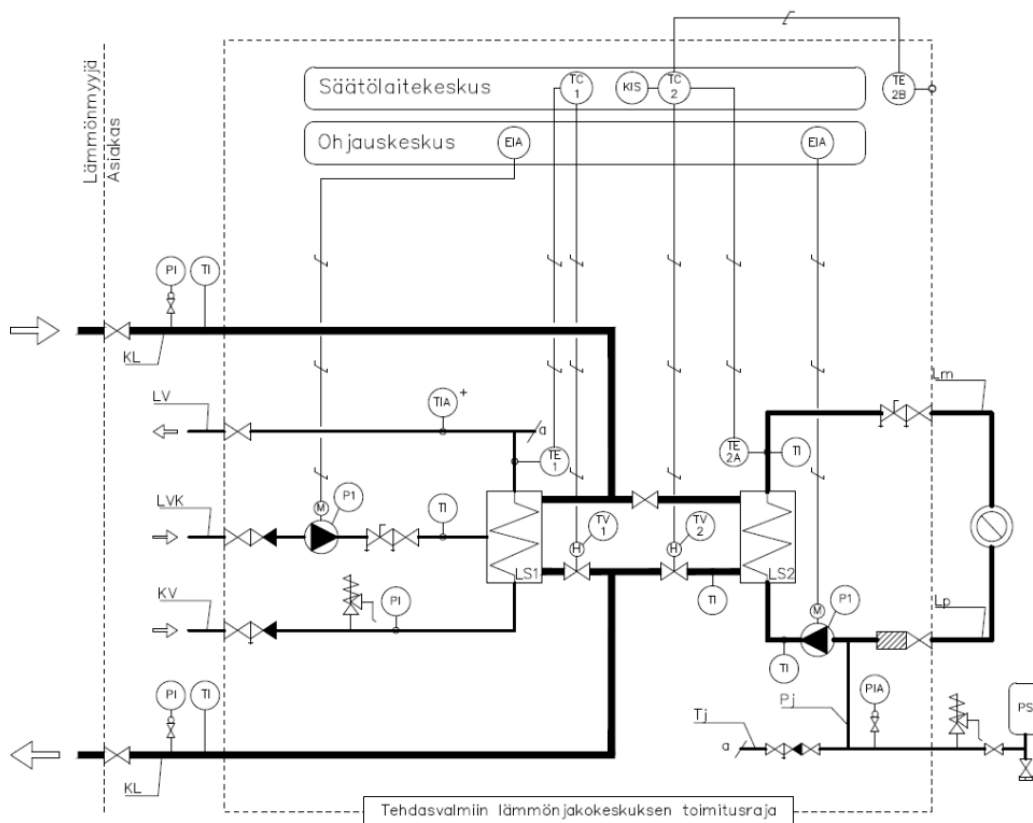 TE
2B
Säätölaitekeskus
TC
1
KIS
TC
2
Ohjauskeskus
EIA
EIA
Lämmönmyyjä
Asiakas
PI
TI
KL
LV
TIA
+
a
TE
1
TE
2A
TI
Lm
LVK
M
P1
TI
LS1
TV
1
H
TV
2
H
LS2
TI
KV
PI
M
P1
Lp
TI
PI
TI
KL
Pj
Tj
a
PIA
PS
Tehdasvalmiin lämmönjakokeskuksen toimitusraja